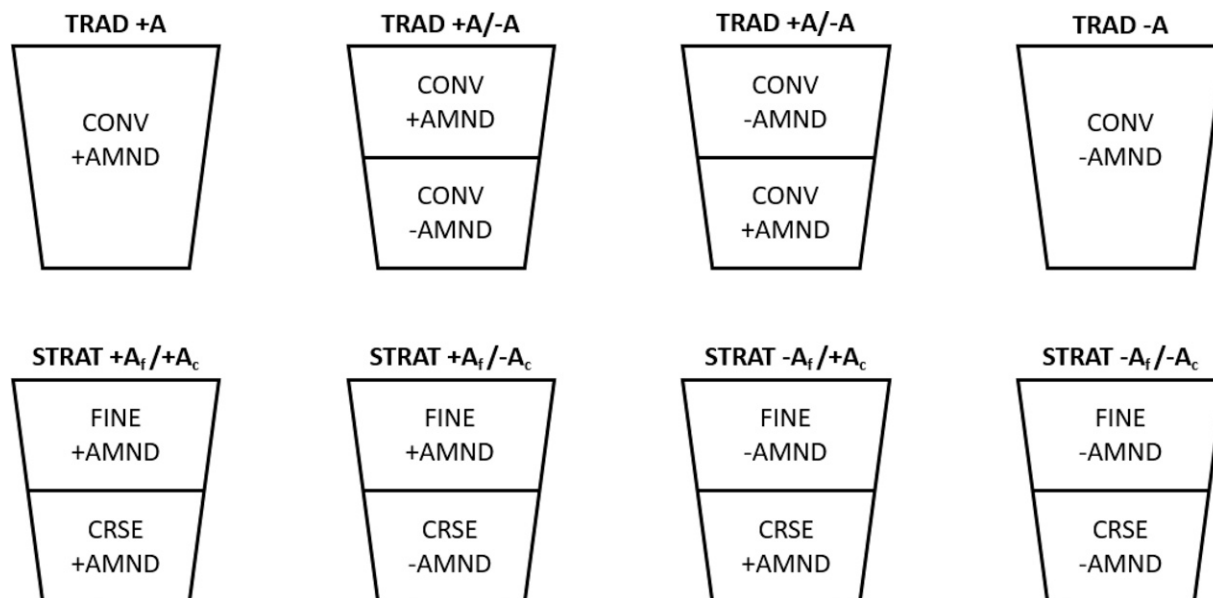 TRAD +A
TRAD +A/-A
TRAD +A/-A
TRAD -A
CONV
+AMND
CONV
+AMND
CONV
-AMND
CONV
-AMND
CONV
+AMND
CONV
-AMND
STRAT +Af/+Ac
STRAT +Af/-Ac
STRAT -Af/+Ac
STRAT -Af/-Ac
FINE
+AMND
CRSE
+AMND
FINE
+AMND
CRSE
-AMND
FINE
-AMND
CRSE
+AMND
FINE
-AMND
CRSE
-AMND